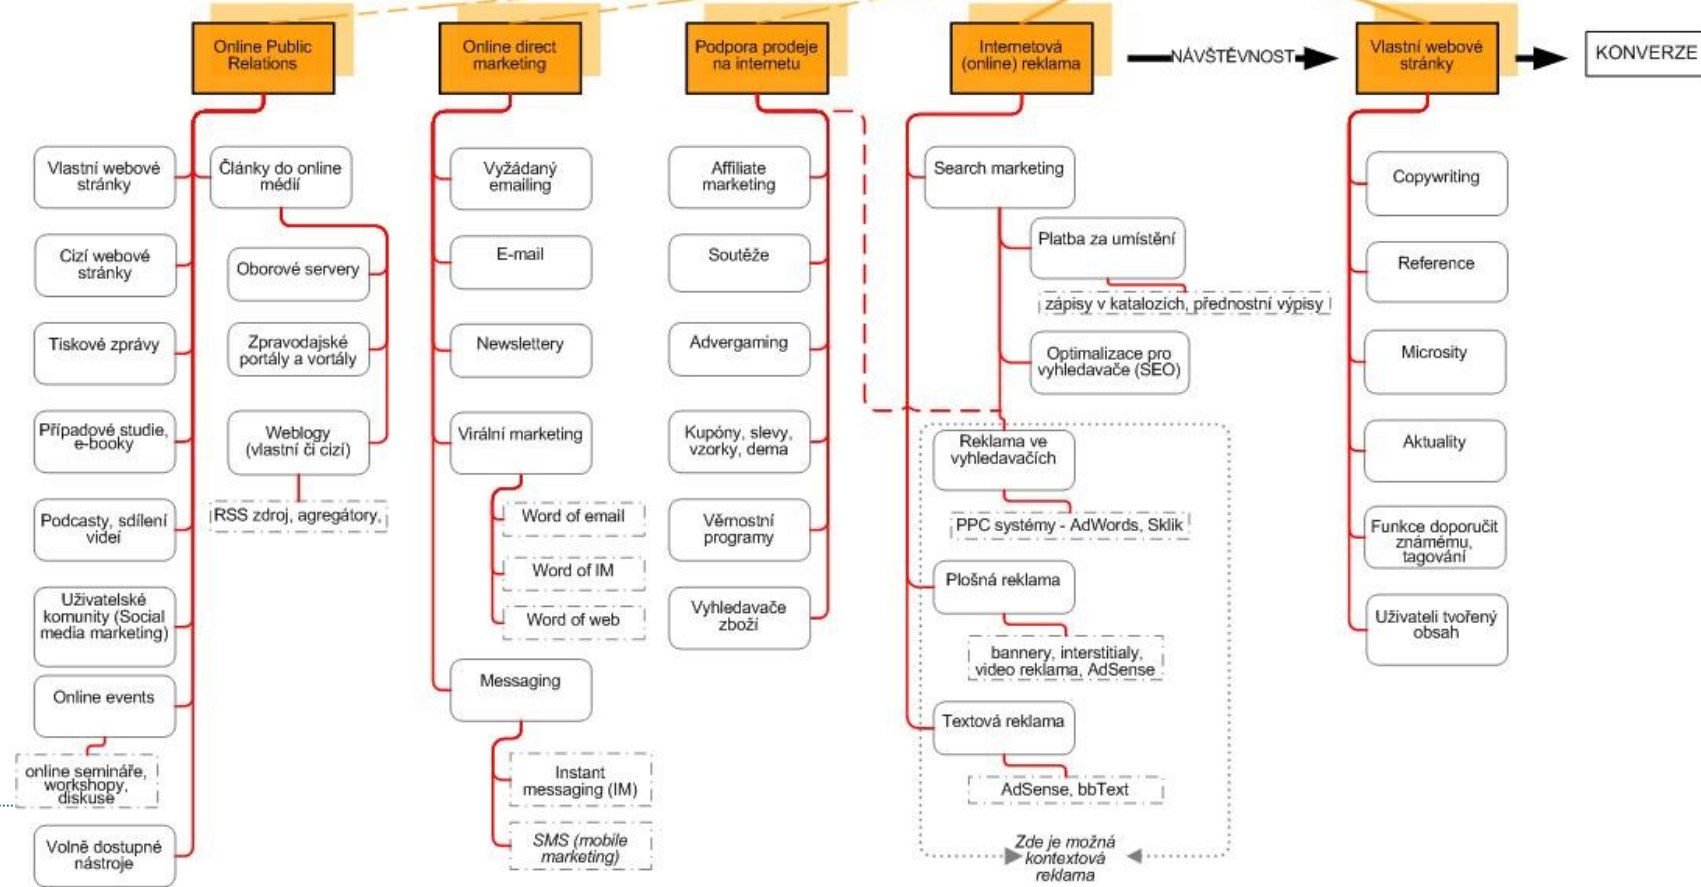 Online Public
Relations
Online direct
marketing
Podpora prodeje
na internetu
Internetová
(online) reklama
NÁVŠTĚVNOST
Vlastní webové
stránky
KONVERZE
Vlastní webové
stránky
Cizí webové
stránky
Tiskové zprávy
Případové studie,
e-booky
Podcasty, sdílení
videí
Uživatelské
komunity (Social
media marketing)
Online events
online semináře,
workshopy,
diskuse
Volně dostupné
nástroje
Články do online
médií
Oborové servery
Zpravodajské
portály a vortály
Weblogy
(vlastní či cizí)
RSS zdroj, agregátory,
Vyžádaný
emailing
E-mail
Newslettery
Virální marketing
Word of email
Word of IM
Word of web
Messaging
Instant
messaging (IM)
SMS (mobile
marketing)
Affiliate
marketing
Soutěže
Advergaming
Kupóny, slevy,
vzorky, dema
Věrnostní
programy
Vyhledavače
zboží
Search marketing
Platba za umístění
zápisy v katalozích, přednostní výpisy
Optimalizace pro
vyhledavače (SEO)
Reklama ve
vyhledavačích
PPC systémy - AdWords, Sklik
Plošná reklama
bannery, interstitialy,
video reklama, AdSense
Textová reklama
AdSense, bbText
Zde je možná
kontextová
reklama
Copywriting
Reference
Microsity
Aktuality
Funkce doporučit
známému,
tagování
Uživateli tvořený
obsah